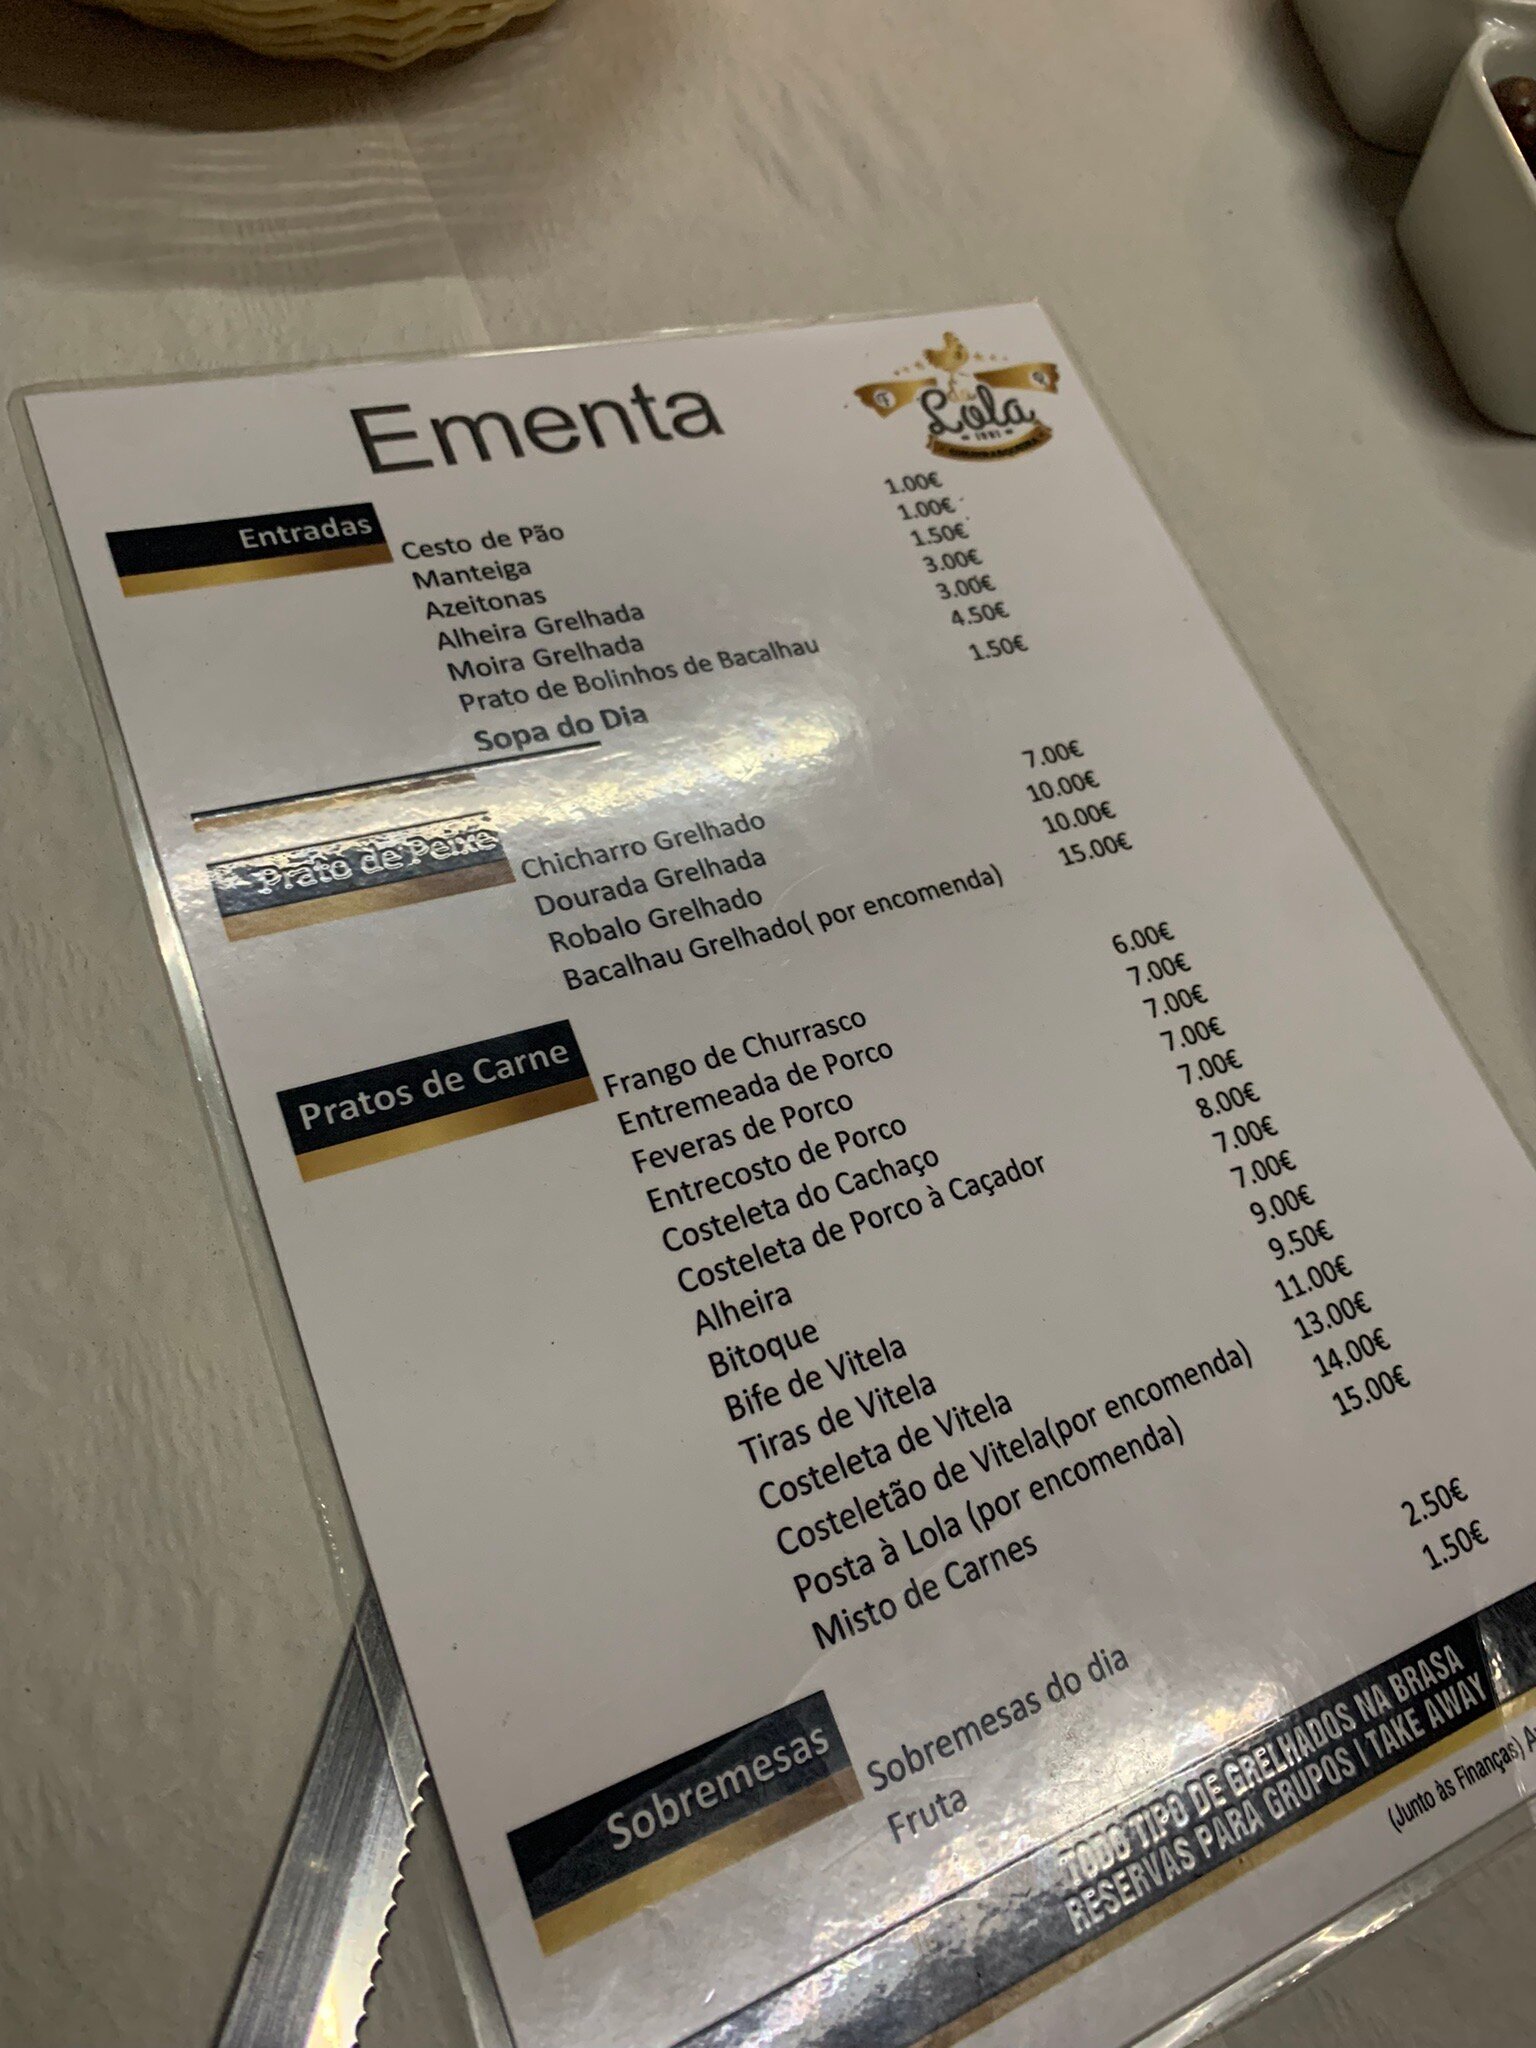 Ementa
da
Lola
1991
Entradas
Cesto de Pão 1.00€
Manteiga 1.00€
Azeitonas 1.50€
Alheira Grelhada 3.00€
Moira Grelhada 3.00€
Prato de Bolinhos de Bacalhau 4.50€
Sopa do Dia 1.50€
Prato de Peixe
Chicharro Grelhado 7.00€
Dourada Grelhada 10.00€
Robalo Grelhado 10.00€
Bacalhau Grelhado( por encomenda) 15.00€
Pratos de Carne
Frango de Churrasco 6.00€
Entremeada de Porco 7.00€
Feveras de Porco 7.00€
Entrecosto de Porco 7.00€
Costeleta do Cachaço 7.00€
Costeleta de Porco à Caçador 8.00€
Alheira 7.00€
Bitoque 7.00€
Bife de Vitela 9.00€
Tiras de Vitela 9.50€
Costeleta de Vitela 11.00€
Costeletão de Vitela(por encomenda) 13.00€
Posta à Lola (por encomenda) 14.00€
Misto de Carnes 15.00€
Sobremesas
Sobremesas do dia 2.50€
Fruta 1.50€
TODO TIPO DE GRELHADOS NA BRASA
RESERVAS PARA GRUPOS | TAKE AWAY
(Junto às Finanças)